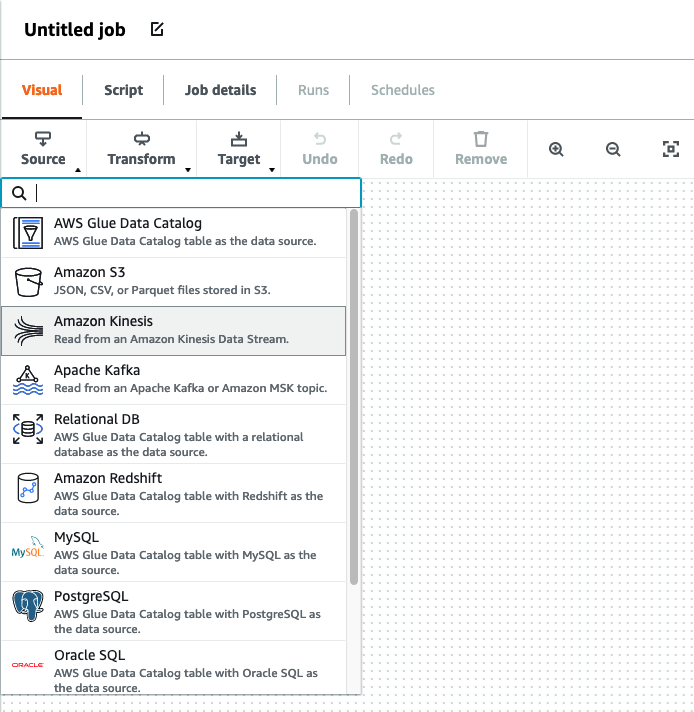 Untitled job
Visual
Script
Job details
Runs
Schedules
Source
Transform
Target
Undo
Redo
Remove
AWS Glue Data Catalog
AWS Glue Data Catalog table as the data source.
Amazon S3
JSON, CSV, or Parquet files stored in S3.
Amazon Kinesis
Read from an Amazon Kinesis Data Stream.
K
Apache Kafka
Read from an Apache Kafka or Amazon MSK topic.
Relational DB
AWS Glue Data Catalog table with a relational
database as the data source.
Amazon Redshift
AWS Glue Data Catalog table with Redshift as the
data source.
MySQL
MySQL
AWS Glue Data Catalog table with MySQL as the
data source.
PostgreSQL
AWS Glue Data Catalog table with PostgreSQL as
the data source.
ORACLE
Oracle SQL
AWS Glue Data Catalog table with Oracle SQL as
the data source.